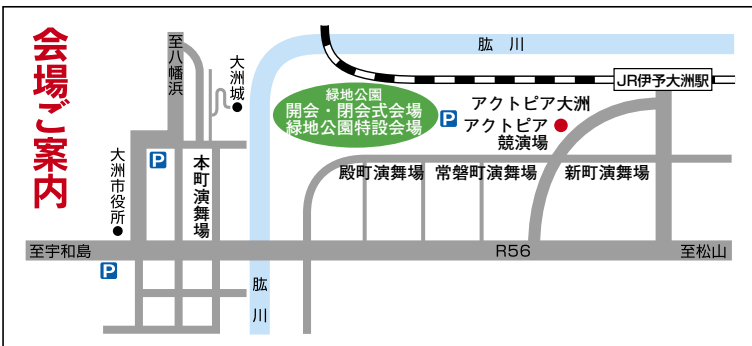 会場ご案内
至八幡浜
大洲城
肱川
JR伊予大洲駅
緑地公園
開会・閉会式会場
緑地公園特設会場
P
アクトピア大洲
アクトピア
競演場
P
大洲市役所
本町演舞場
殿町演舞場
常磐町演舞場
新町演舞場
至宇和島
R56
至松山
P
肱川